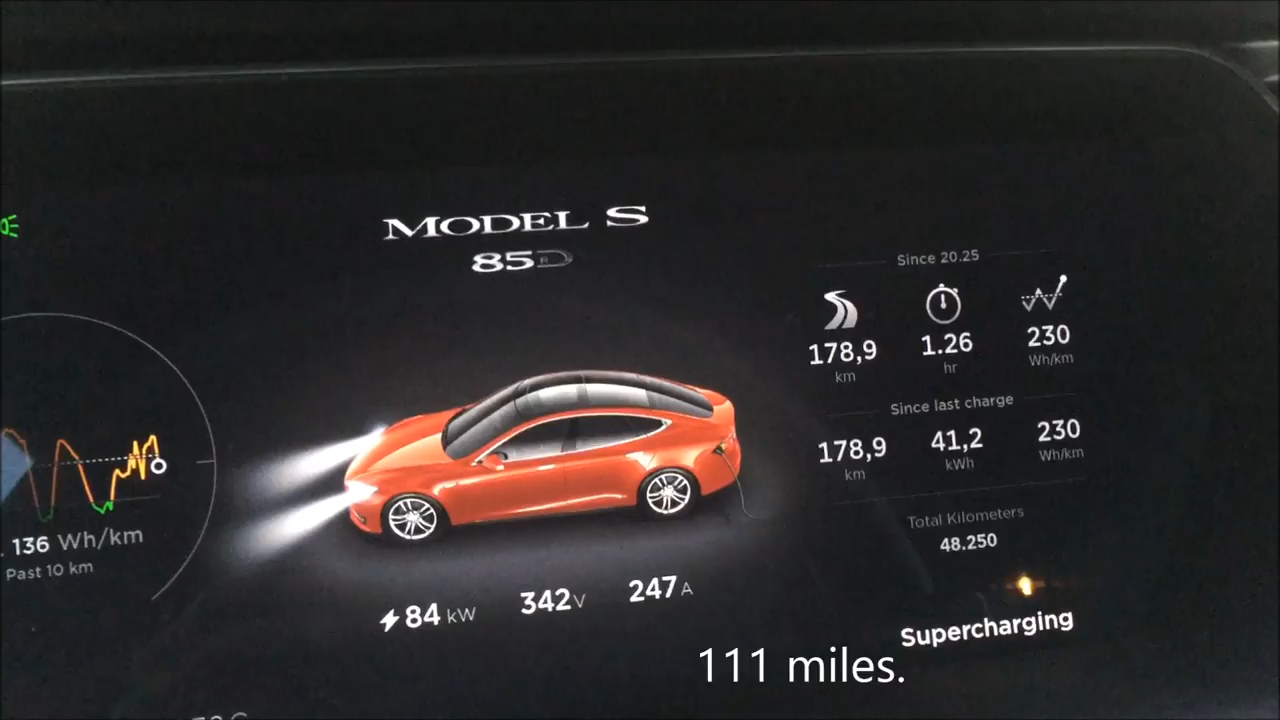 MODEL S
85D
Since 20.25
178,9 1.26 230
km hr Wh/km
Since last charge
178,9 41,2 230
km kWh Wh/km
Total Kilometers
48.250
136 Wh/km
Past 10 km
84 kW 342 V 247 A
Supercharging
111 miles.